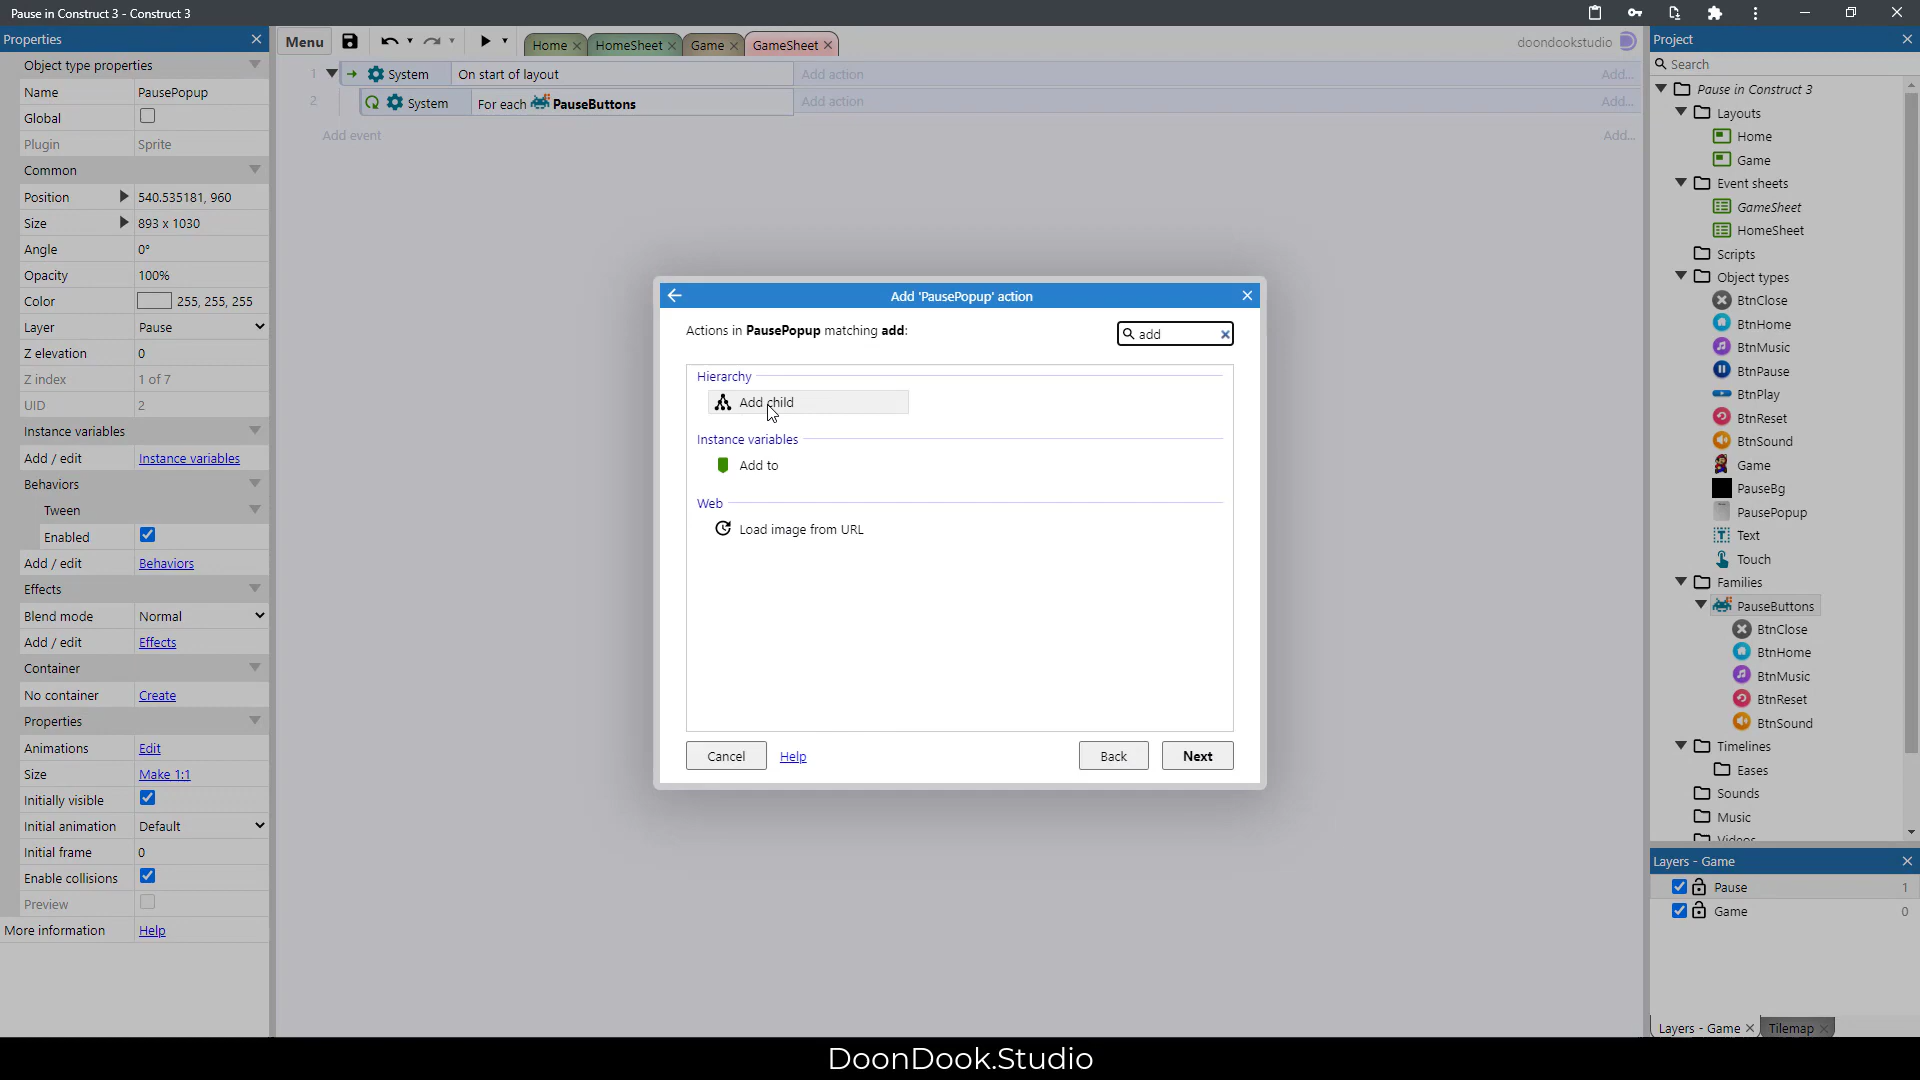 Pause in Construct 3 - Construct 3
Properties
Object type properties
Name PausePopup
Global
Plugin Sprite
Common
Position 540.535181, 960
Size 893 x 1030
Angle 0°
Opacity 100%
Color 255, 255, 255
Layer Pause
Z elevation 0
Z index 1 of 7
UID 2
Instance variables
Add / edit Instance variables
Behaviors
Tween
Enabled
Add / edit Behaviors
Effects
Blend mode Normal
Add / edit Effects
Container
No container Create
Properties
Animations Edit
Size Make 1:1
Initially visible
Initial animation Default
Initial frame 0
Enable collisions
Preview
More information Help
Menu
Home HomeSheet Game GameSheet
doondookstudio
1 System On start of layout Add action Add...
2 System For each PauseButtons Add action Add...
Add event Add...
Add 'PausePopup' action
Actions in PausePopup matching add:
add
Hierarchy
Add child
Instance variables
Add to
Web
Load image from URL
Cancel Help Back Next
Project
Search
Pause in Construct 3
Layouts
Home
Game
Event sheets
GameSheet
HomeSheet
Scripts
Object types
BtnClose
BtnHome
BtnMusic
BtnPause
BtnPlay
BtnReset
BtnSound
Game
PauseBg
PausePopup
Text
Touch
Families
PauseButtons
BtnClose
BtnHome
BtnMusic
BtnReset
BtnSound
Timelines
Eases
Sounds
Music
Videos
Layers - Game
Pause 1
Game 0
Layers - Game Tilemap
DoonDook.Studio